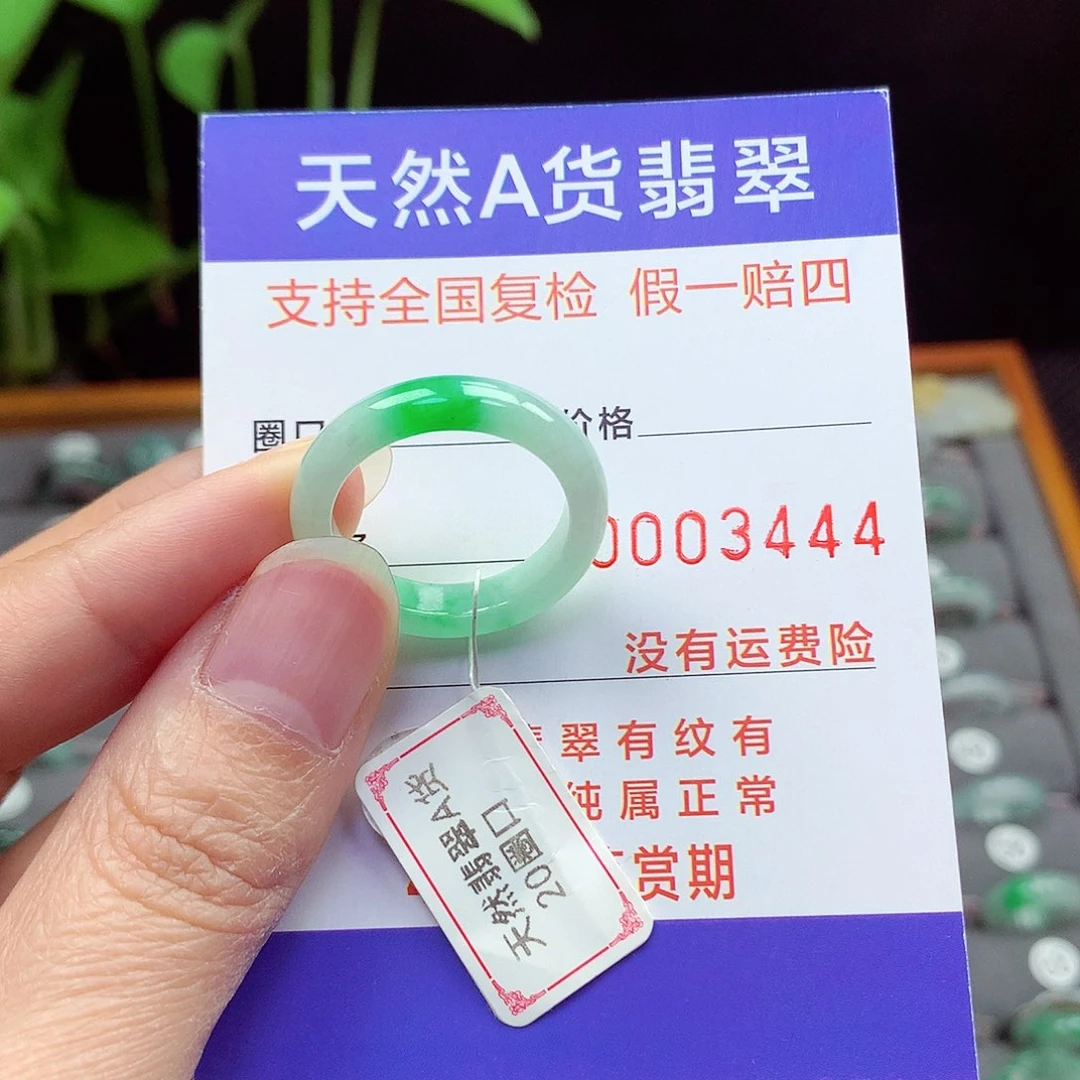 天然A货翡翠
支持全国复检 假一赔四
圈口 价格
0003444
没有运费险
翠有纹有
纯属正常
赏期
天然翡翠A货
20圈口